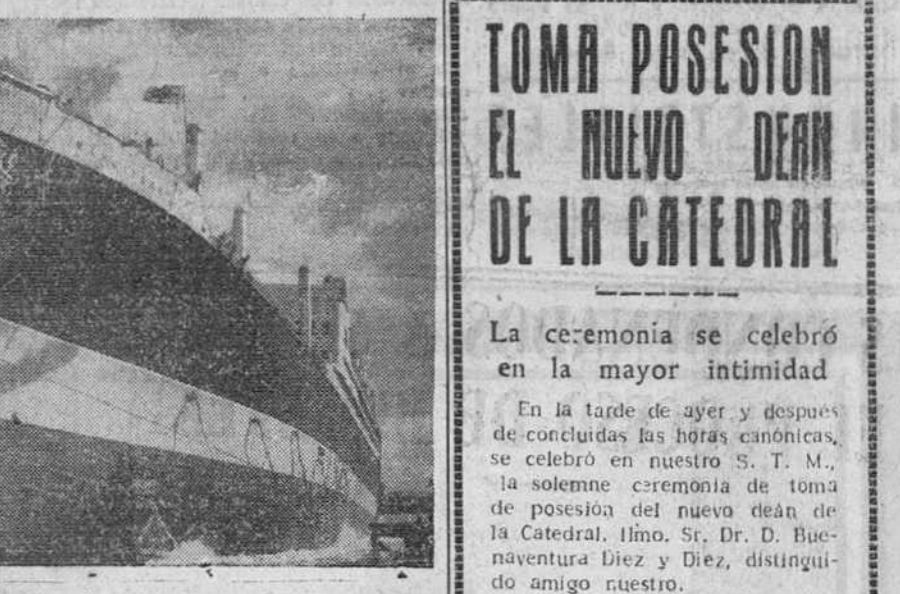 TOMA POSESION
EL NUEVO DEAN
DE LA CATEDRAL
La ceremonia se celebró
en la mayor intimidad
En la tarde de ayer y después
de concluidas las horas canónicas,
se celebró en nuestro S. T. M.,
la solemne ceremonia de toma
de posesión del nuevo deán de
la Catedral, Ilmo. Sr. Dr. D. Bue-
naventura Diez y Diez, distingui-
do amigo nuestro.